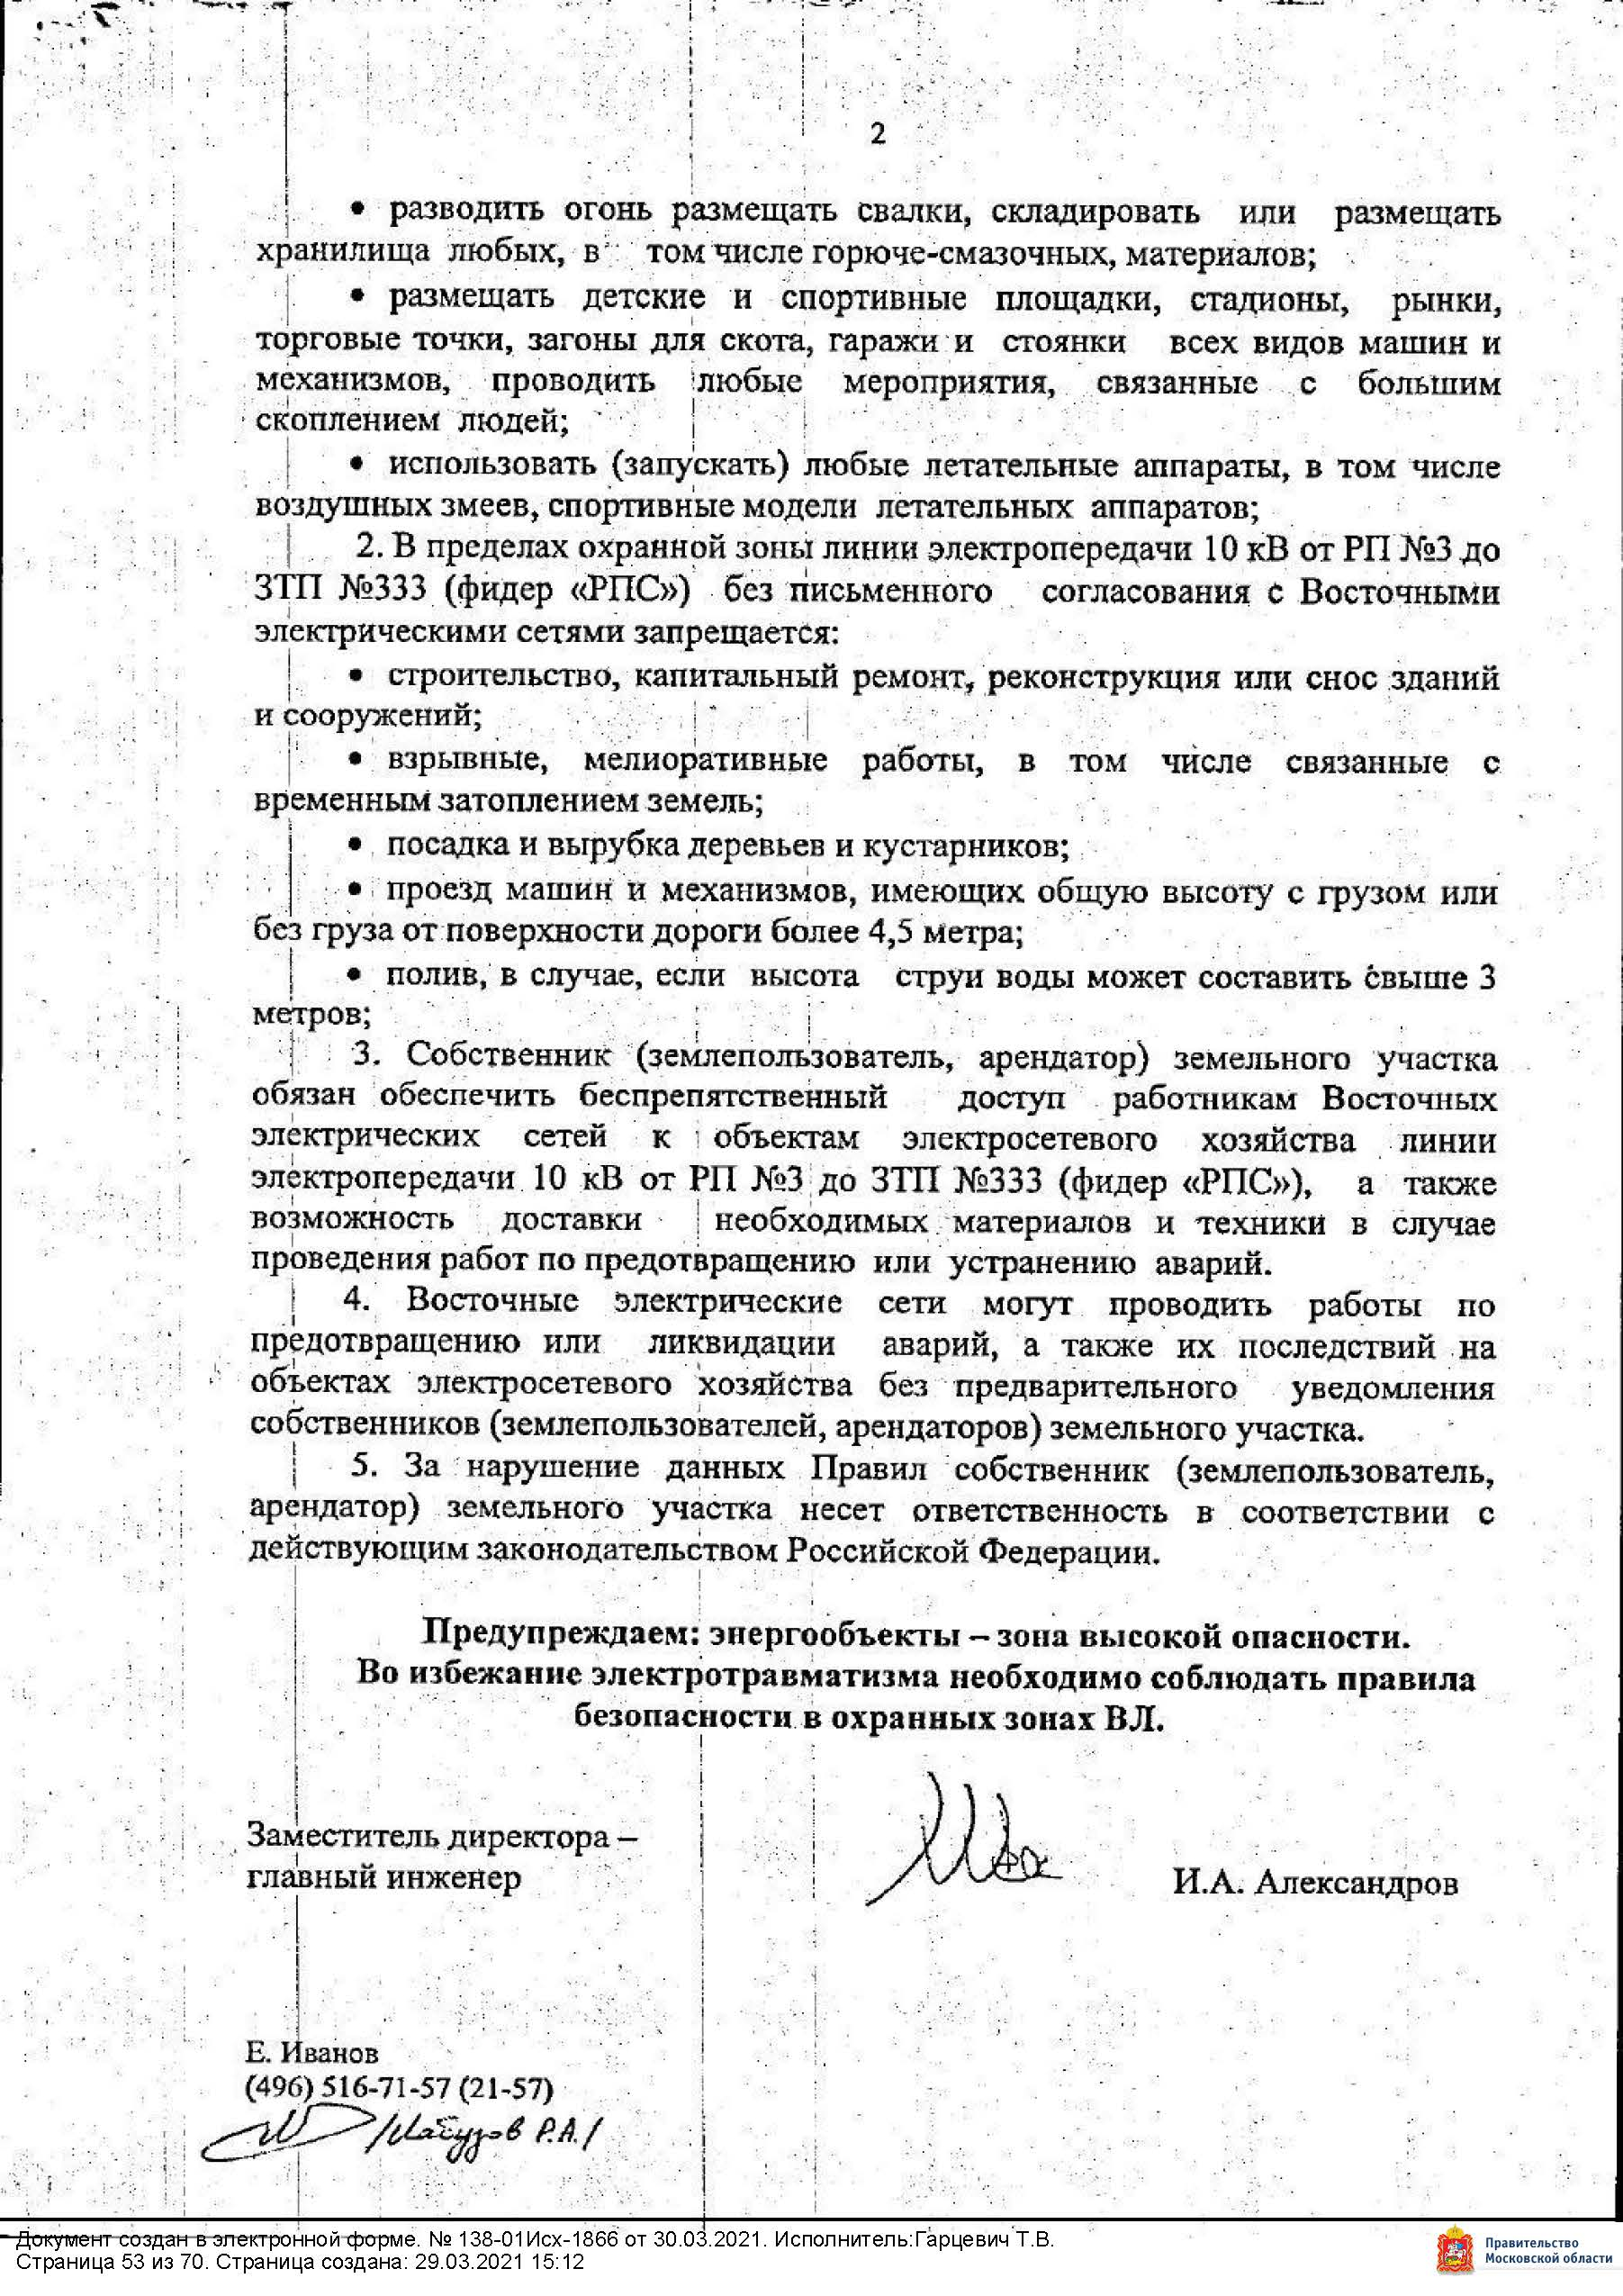 2
• разводить огонь размещать свалки, складировать или размещать
хранилища любых, в том числе горюче-смазочных, материалов;
• размещать детские и спортивные площадки, стадионы, рынки,
торговые точки, загоны для скота, гаражи и стоянки всех видов машин и
механизмов, проводить любые мероприятия, связанные с большим
скоплением людей;
• использовать (запускать) любые летательные аппараты, в том числе
воздушных змеев, спортивные модели летательных аппаратов;
2. В пределах охранной зоны линии электропередачи 10 кВ от РП №3 до
ЗТП №333 (фидер «РПС») без письменного согласования с Восточными
электрическими сетями запрещается:
• строительство, капитальный ремонт, реконструкция или снос зданий
и сооружений;
• взрывные, мелиоративные работы, в том числе связанные с
временным затоплением земель;
• посадка и вырубка деревьев и кустарников;
• проезд машин и механизмов, имеющих общую высоту с грузом или
без груза от поверхности дороги более 4,5 метра;
• полив, в случае, если высота струи воды может составить свыше 3
метров;
3. Собственник (землепользователь, арендатор) земельного участка
обязан обеспечить беспрепятственный доступ работникам Восточных
электрических сетей к объектам электросетевого хозяйства линии
электропередачи 10 кВ от РП №3 до ЗТП №333 (фидер «РПС»), а также
возможность доставки необходимых материалов и техники в случае
проведения работ по предотвращению или устранению аварий.
4. Восточные электрические сети могут проводить работы по
предотвращению или ликвидации аварий, а также их последствий на
объектах электросетевого хозяйства без предварительного уведомления
собственников (землепользователей, арендаторов) земельного участка.
5. За нарушение данных Правил собственник (землепользователь,
арендатор) земельного участка несет ответственность в соответствии с
действующим законодательством Российской Федерации.
Предупреждаем: энергообъекты – зона высокой опасности.
Во избежание электротравматизма необходимо соблюдать правила
безопасности в охранных зонах ВЛ.
Заместитель директора –
главный инженер
И.А. Александров
Е. Иванов
(496) 516-71-57 (21-57)
Р.А./
Документ создан в электронной форме. № 138-01Исх-1866 от 30.03.2021. Исполнитель:Гарцевич Т.В.
Страница 53 из 70. Страница создана: 29.03.2021 15:12
Правительство
Московской области